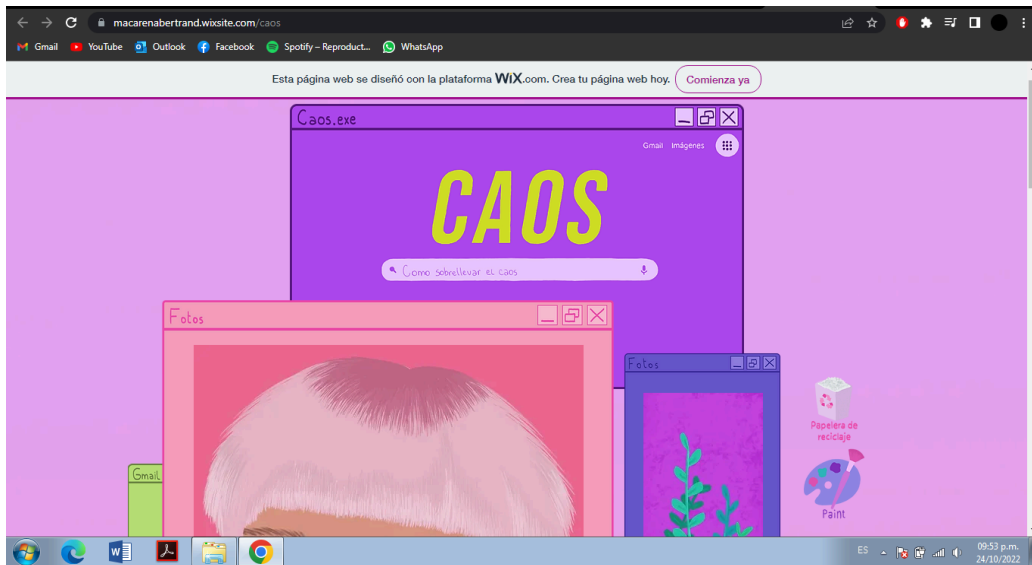 macarenabertrand.wixsite.com/caos
Gmail YouTube Outlook Facebook Spotify – Reproduct... WhatsApp
Esta página web se diseñó con la plataforma WiX.com. Crea tu página web hoy. Comienza ya
Caos.exe
Gmail Imágenes
CAOS
Como sobrellevar el caos
Fotos
Fotos
Papelera de
reciclaje
Gmail
Paint
ES
09:53 p.m.
24/10/2022